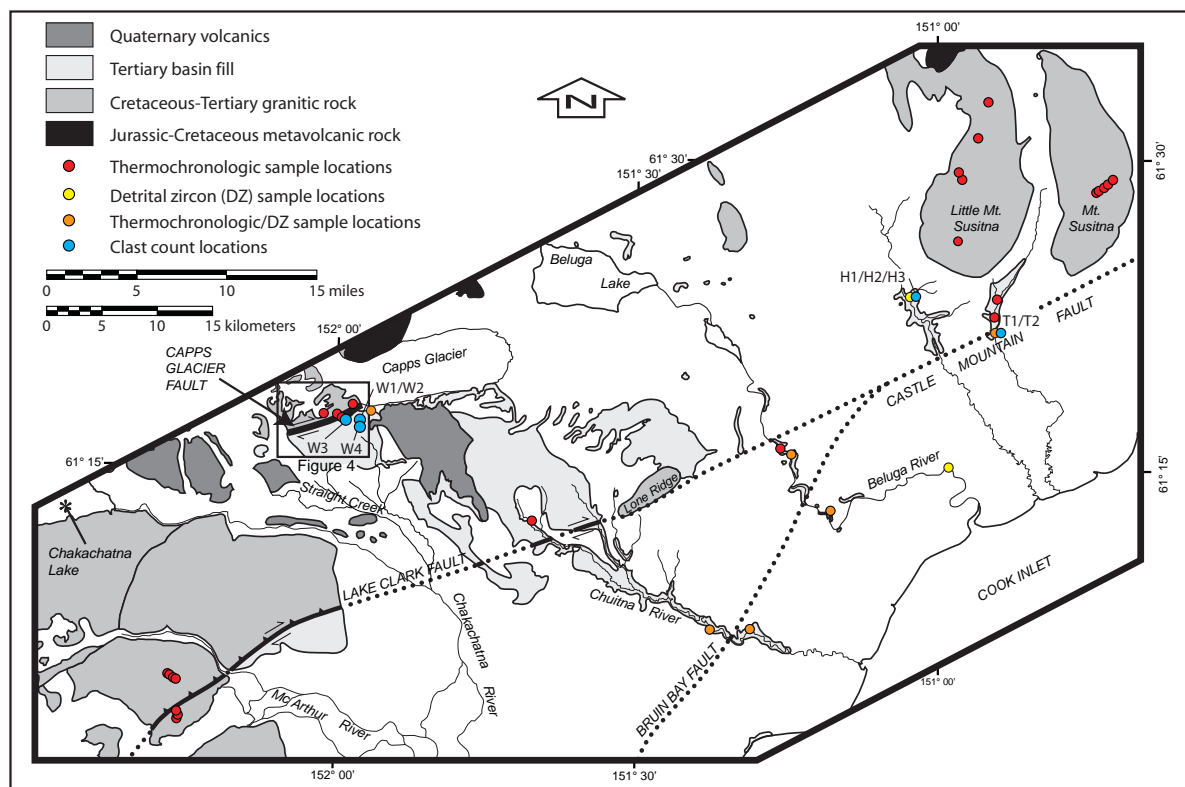 Quaternary volcanics
Tertiary basin fill
Cretaceous-Tertiary granitic rock
Jurassic-Cretaceous metavolcanic rock
Thermochronologic sample locations
Detrital zircon (DZ) sample locations
Thermochronologic/DZ sample locations
Clast count locations
0 5 10 15 miles
0 5 10 15 kilometers
N
151° 00’
61° 30’
151° 30’
61° 30’
Little Mt.
Susitna
Mt.
Susitna
Beluga
Lake
H1/H2/H3
T1/T2
CASTLE MOUNTAIN FAULT
152° 00’
CAPPS
GLACIER
FAULT
Capps Glacier
W1/W2
W3 W4
Figure 4
61° 15’
Straight Creek
Lone Ridge
Beluga River
61° 15’
Chakachatna
Lake
LAKE CLARK FAULT
Chakachatna River
Chuitna River
COOK INLET
BRUIN BAY FAULT
Mc Arthur River
151° 00’
152° 00’
151° 30’